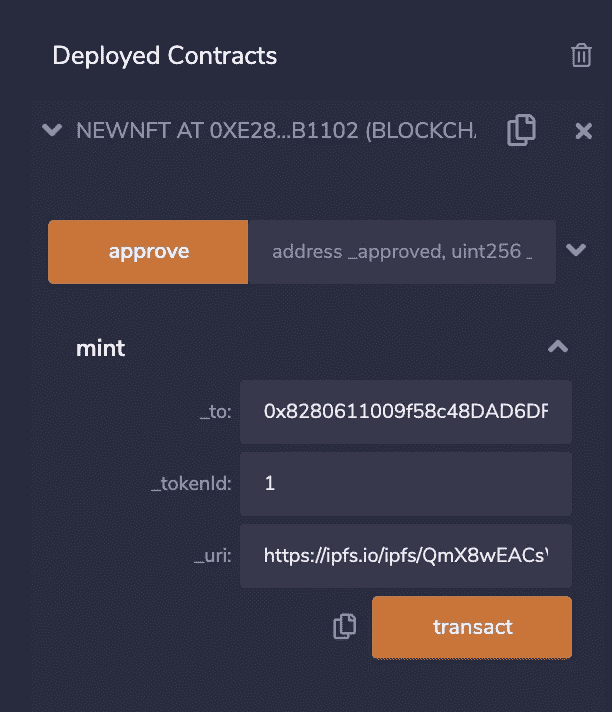 Deployed Contracts
NEWNFT AT 0XE28...B1102 (BLOCKCH
approve address _approved, uint256 _
mint
_to: 0x8280611009f58c48DAD6DF
_tokenId: 1
_uri: https://ipfs.io/ipfs/QmX8wEACs
transact